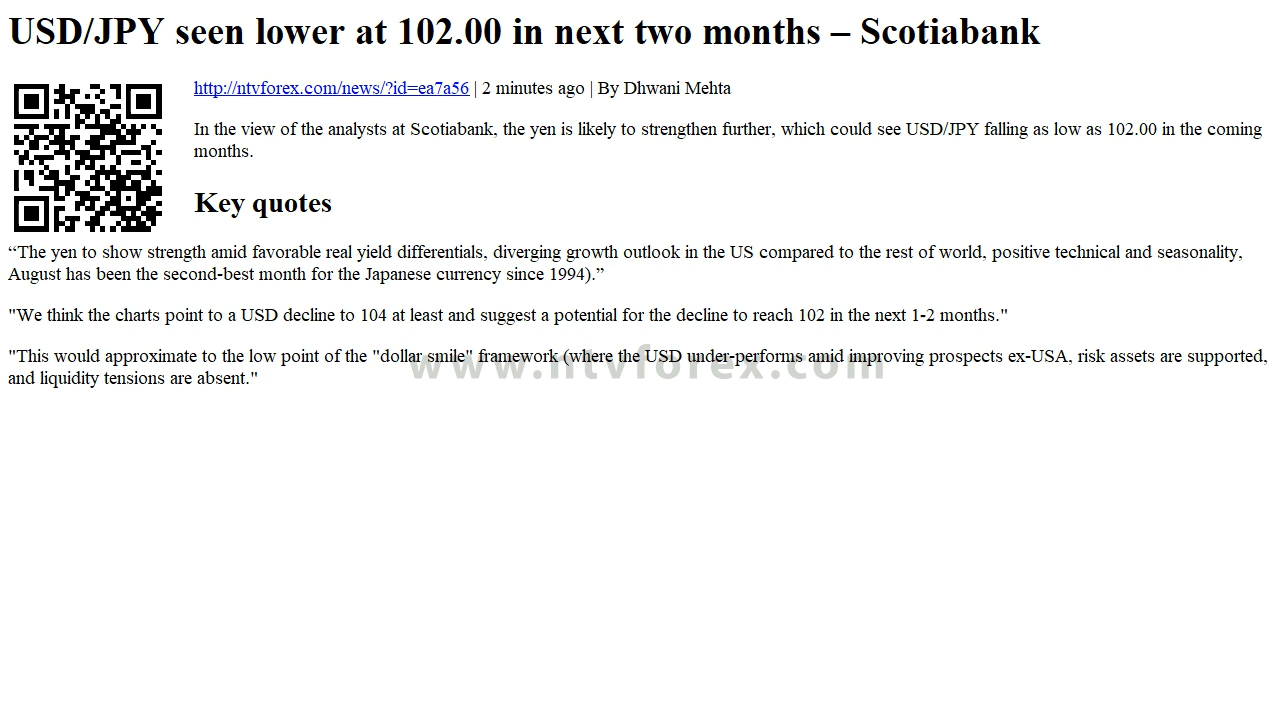 USD/JPY seen lower at 102.00 in next two months – Scotiabank
http://ntvforex.com/news/?id=ea7a56 | 2 minutes ago | By Dhwani Mehta
In the view of the analysts at Scotiabank, the yen is likely to strengthen further, which could see USD/JPY falling as low as 102.00 in the coming
months.
Key quotes
“The yen to show strength amid favorable real yield differentials, diverging growth outlook in the US compared to the rest of world, positive technical and seasonality,
August has been the second-best month for the Japanese currency since 1994).”
"We think the charts point to a USD decline to 104 at least and suggest a potential for the decline to reach 102 in the next 1-2 months."
"This would approximate to the low point of the "dollar smile" framework (where the USD under-performs amid improving prospects ex-USA, risk assets are supported,
and liquidity tensions are absent."
www.ntvforex.com